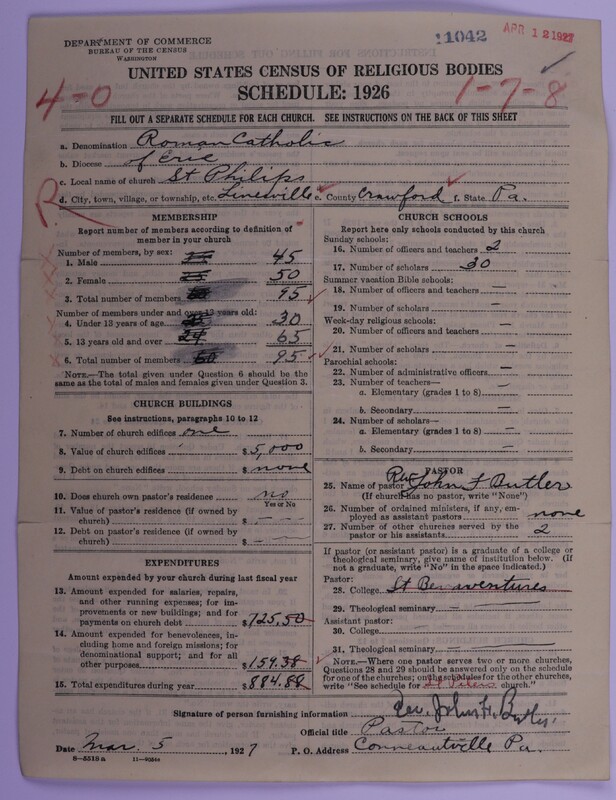 DEPARTMENT OF COMMERCE
BUREAU OF THE CENSUS
WASHINGTON
11042
APR 12 1927
UNITED STATES CENSUS OF RELIGIOUS BODIES
SCHEDULE: 1926
4-0
1-7-8
FILL OUT A SEPARATE SCHEDULE FOR EACH CHURCH. SEE INSTRUCTIONS ON THE BACK OF THIS SHEET
a. Denomination Roman Catholic
b. Diocese of Erie
c. Local name of church St Philips
d. City, town, village, or township, etc. Linesville e. County Crawford f. State Pa.
R
MEMBERSHIP
Report number of members according to definition of
member in your church
Number of members, by sex:
1. Male 45
2. Female 50
3. Total number of members 95
Number of members under and over 13 years old:
4. Under 13 years of age 30
5. 13 years old and over 24 65
6. Total number of members 60 95
NOTE.—The total given under Question 6 should be
the same as the total of males and females given under Question 3.
CHURCH BUILDINGS
See instructions, paragraphs 10 to 12
7. Number of church edifices one
8. Value of church edifices $ 5,000
9. Debt on church edifices $ none
10. Does church own pastor's residence no
Yes or No
11. Value of pastor's residence (if owned by
church) $ — — —
12. Debt on pastor's residence (if owned by
church) $ — — —
EXPENDITURES
Amount expended by your church during last fiscal year
13. Amount expended for salaries, repairs,
and other running expenses; for im-
provements or new buildings; and for
payments on church debt $ 725.50
14. Amount expended for benevolences, in-
cluding home and foreign missions; for
denominational support; and for all
other purposes $ 159.38
15. Total expenditures during year $ 884.88
CHURCH SCHOOLS
Report here only schools conducted by this church
Sunday schools:
16. Number of officers and teachers 2
17. Number of scholars 30
Summer vacation Bible schools:
18. Number of officers and teachers —
19. Number of scholars —
Week-day religious schools:
20. Number of officers and teachers —
21. Number of scholars —
Parochial schools:
22. Number of administrative officers —
23. Number of teachers—
a. Elementary (grades 1 to 8) —
b. Secondary —
24. Number of scholars—
a. Elementary (grades 1 to 8) —
b. Secondary —
PASTOR
25. Name of pastor Rev John F Butler
(If church has no pastor, write "None")
26. Number of ordained ministers, if any, em-
ployed as assistant pastors none
27. Number of other churches served by the
pastor or his assistants 2
If pastor (or assistant pastor) is a graduate of a college or
theological seminary, give name of institution below. (If
not a graduate, write "No" in the space indicated.)
Pastor:
28. College St Bonaventures
29. Theological seminary —
Assistant pastor:
30. College —
31. Theological seminary —
NOTE.—Where one pastor serves two or more churches,
Questions 28 and 29 should be answered only on the schedule
for one of the churches; on the schedules for the other churches,
write "See schedule for St Peters church."
Signature of person furnishing information Rev. John F. Butler
Official title Pastor
Date Mar. 5 1927 P. O. Address Conneautville Pa.
8—5518 a